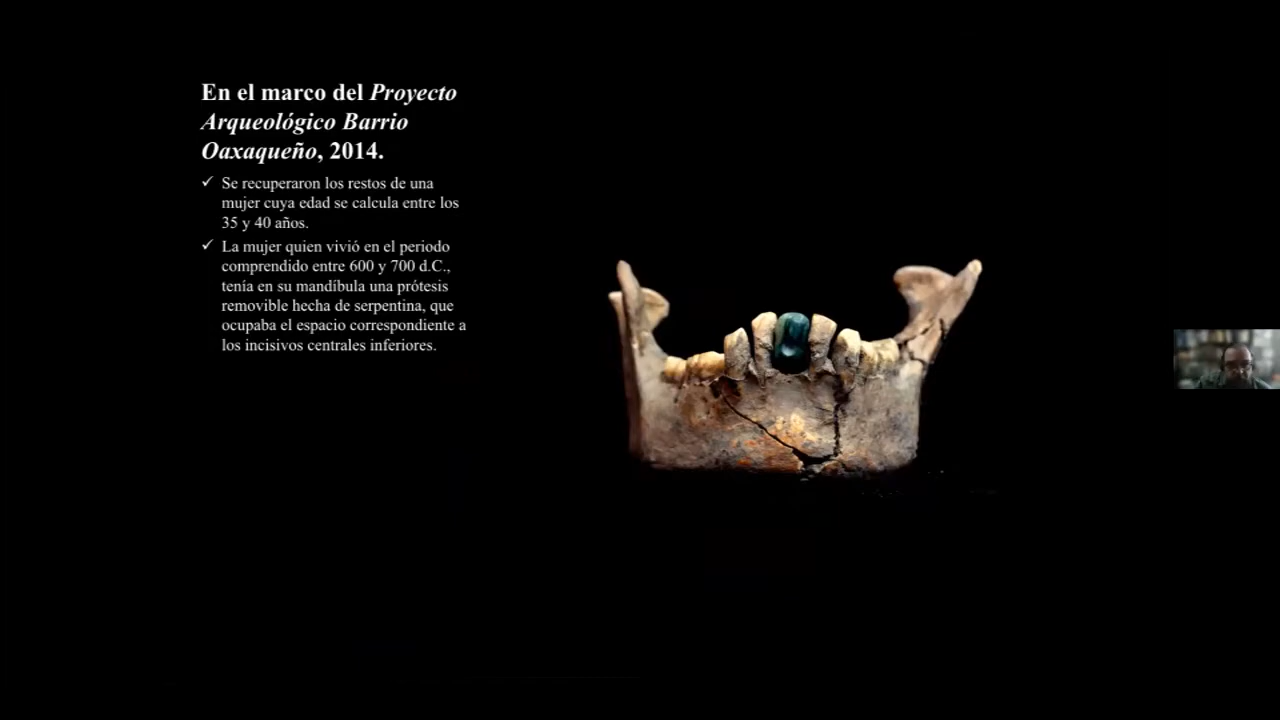 En el marco del Proyecto
Arqueológico Barrio
Oaxaqueño, 2014.
✓ Se recuperaron los restos de una
mujer cuya edad se calcula entre los
35 y 40 años.
✓ La mujer quien vivió en el periodo
comprendido entre 600 y 700 d.C.,
tenía en su mandíbula una prótesis
removible hecha de serpentina, que
ocupaba el espacio correspondiente a
los incisivos centrales inferiores.